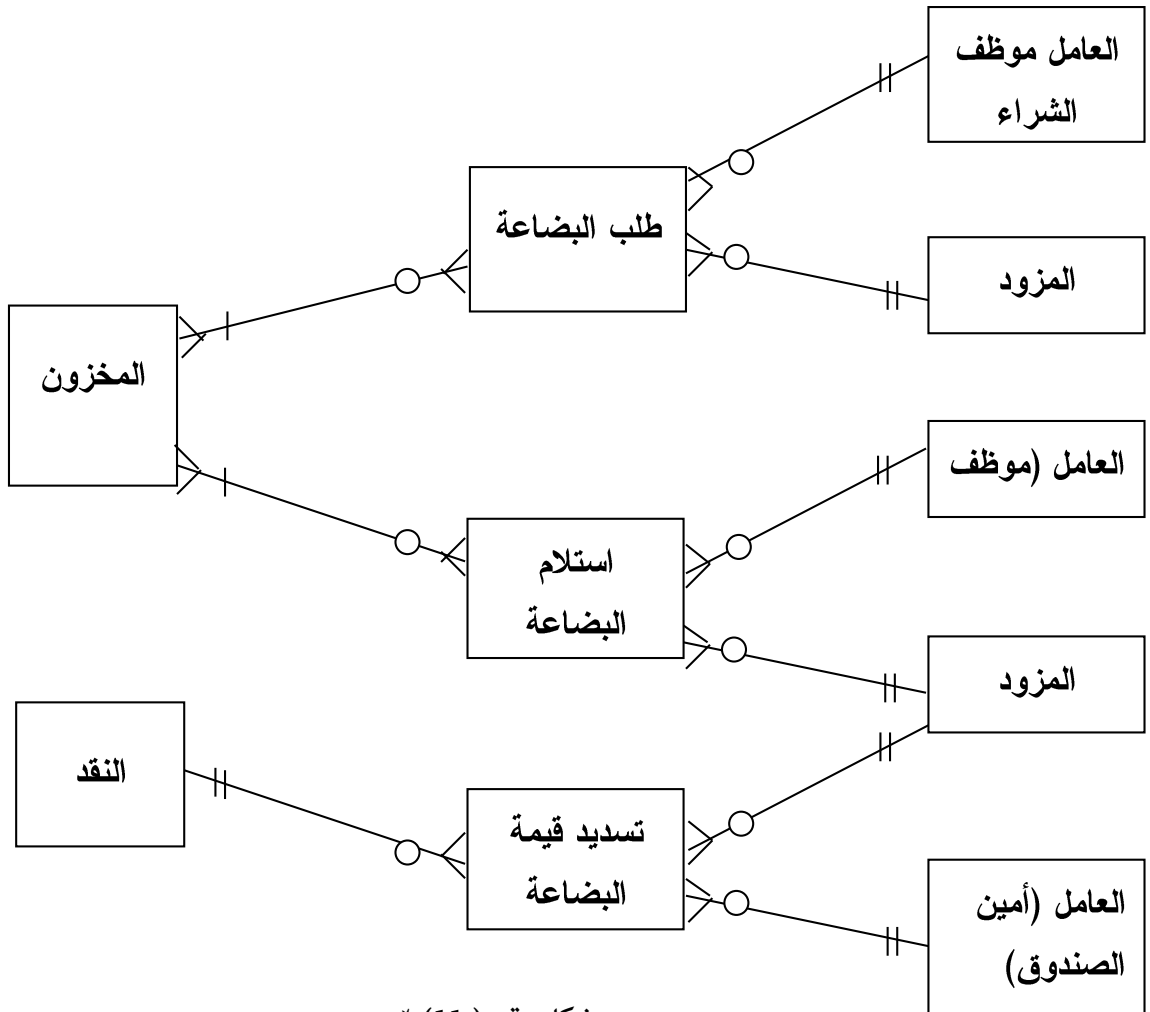 العامل موظف
الشراء
طلب البضاعة
المزود
المخزون
العامل (موظف
استلام
البضاعة
المزود
النقد
تسديد قيمة
البضاعة
العامل (أمين
الصندوق)